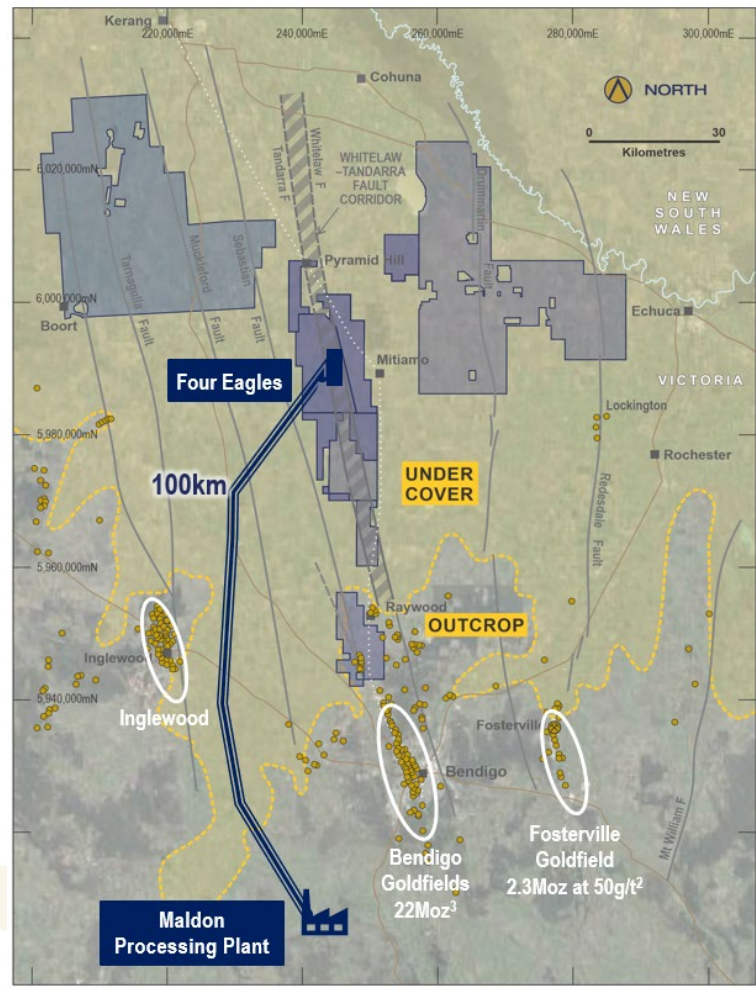 Kerang
220,000mE
240,000mE
260,000mE
280,000mE
300,000mE
Cohuna
NORTH
0
30
Kilometres
6,020,000mN
Whitelaw F
Tandarra F
WHITELAW
–TANDARRA
FAULT
CORRIDOR
Drummartin
Fault
NEW
SOUTH
WALES
Tarnagulla
Fault
Muckleford
Fault
Sebastian
Fault
Pyramid Hill
6,000,000mN
Boort
Echuca
Four Eagles
Mitiamo
VICTORIA
Lockington
5,980,000mN
Rochester
100km
UNDER
COVER
Redesdale
Fault
5,960,000mN
Raywood
OUTCROP
Inglewood
Inglewood
5,940,000mN
Fosterville
Bendigo
Mt William F
Bendigo
Goldfields
22Moz³
Fosterville
Goldfield
2.3Moz at 50g/t²
Maldon
Processing Plant